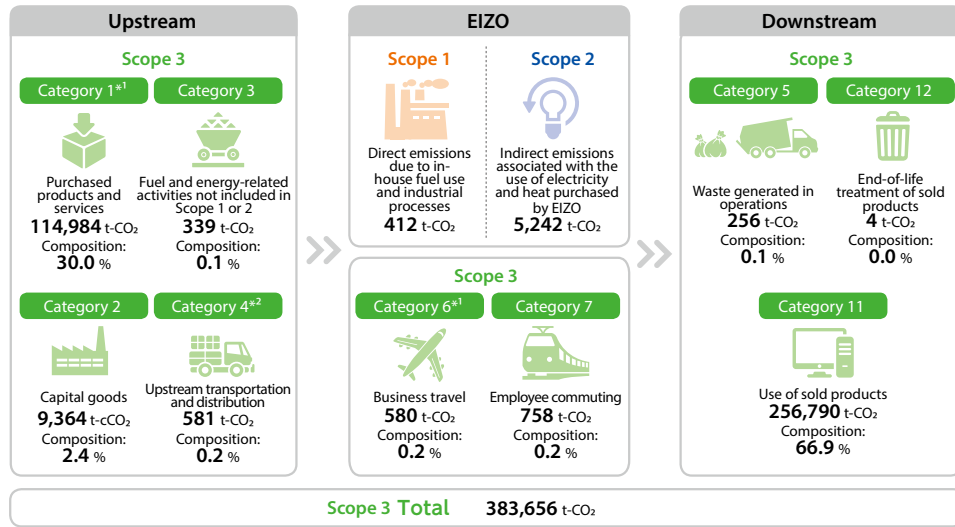 Upstream
Scope 3
Category 1*1
Category 3
Purchased
products and
services
114,984 t-CO₂
Composition:
30.0 %
Fuel and energy-related
activities not included in
Scope 1 or 2
339 t-CO₂
Composition:
0.1 %
Category 2
Category 4*2
Capital goods
9,364 t-cCO₂
Composition:
2.4 %
Upstream transportation
and distribution
581 t-CO₂
Composition:
0.2 %
EIZO
Scope 1
Scope 2
Direct emissions
due to in-
house fuel use
and industrial
processes
412 t-CO₂
Indirect emissions
associated with the
use of electricity
and heat purchased
by EIZO
5,242 t-CO₂
Scope 3
Category 6*1
Category 7
Business travel
580 t-CO₂
Composition:
0.2 %
Employee commuting
758 t-CO₂
Composition:
0.2 %
Downstream
Scope 3
Category 5
Category 12
Waste generated in
operations
256 t-CO₂
Composition:
0.1 %
End-of-life
treatment of sold
products
4 t-CO₂
Composition:
0.0 %
Category 11
Use of sold products
256,790 t-CO₂
Composition:
66.9 %
Scope 3 Total 383,656 t-CO₂